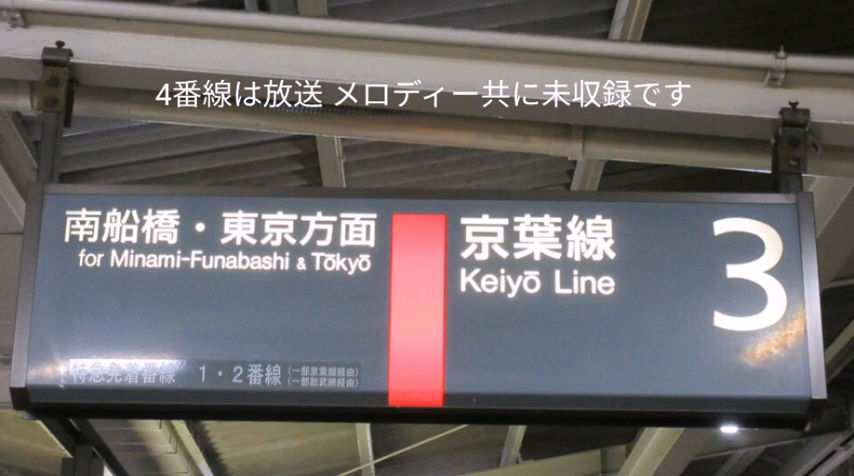 4番線は放送 メロディー共に未収録です
南船橋・東京方面
for Minami-Funabashi & Tōkyō
京葉線
Keiyō Line
3
特急発着番線 1・2番線
(一部京葉線経由)
(一部総武線経由)